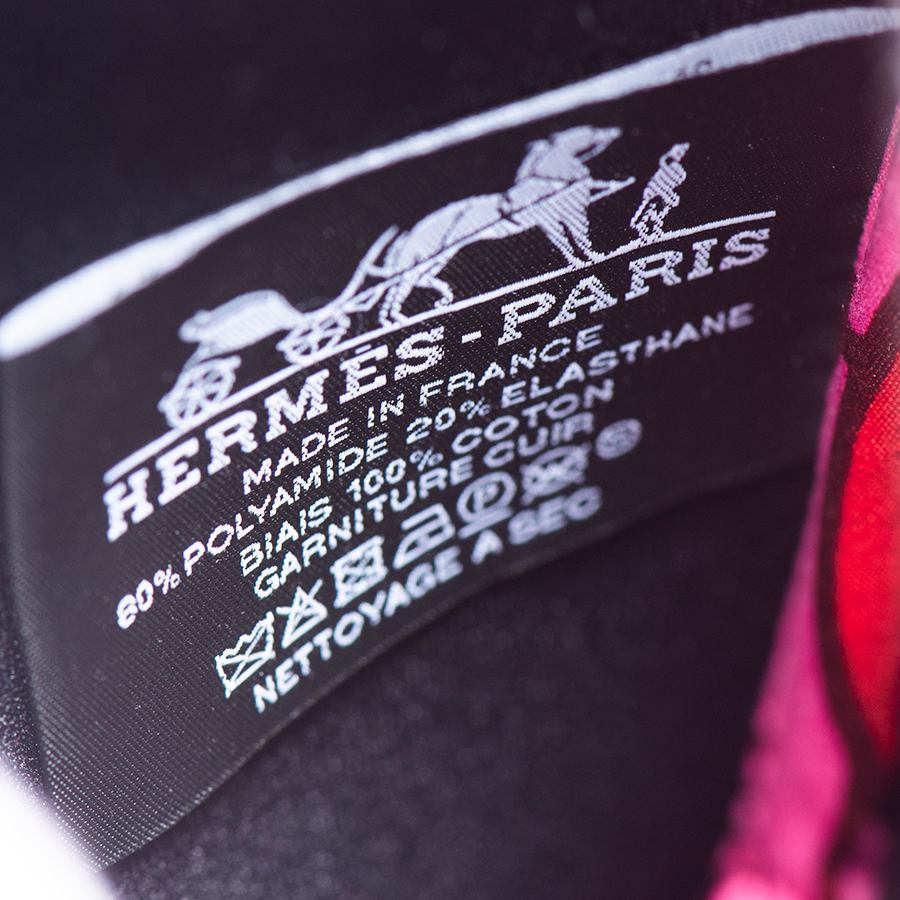 HERMÈS-PARIS
MADE IN FRANCE
80% POLYAMIDE 20% ELASTHANE
BIAIS 100% COTON
GARNITURE CUIR
P
NETTOYAGE A SEC